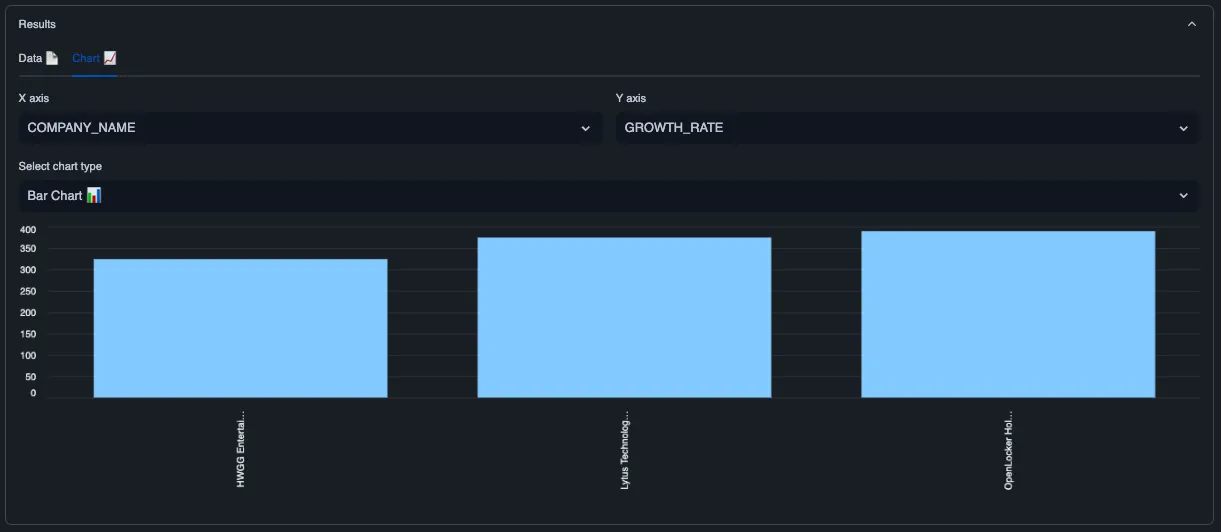 Results
Data
Chart
X axis
Y axis
COMPANY_NAME
GROWTH_RATE
Select chart type
Bar Chart
400
350
300
250
200
150
100
50
0
HWGG Entertai...
Lytus Technolog...
OpenLocker Hol...